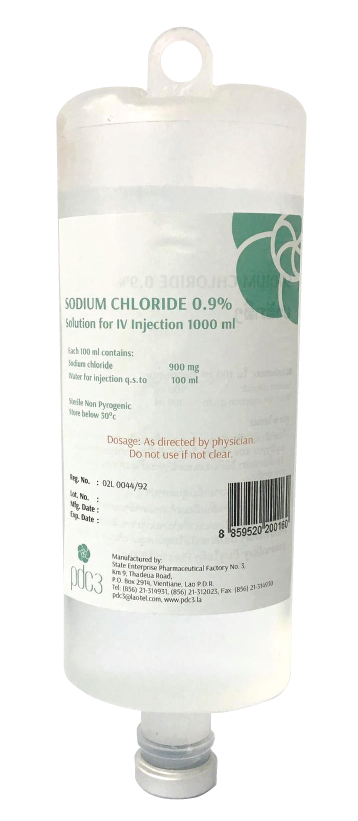 SODIUM CHLORIDE 0.9%
Solution for IV Injection 1000 ml
Each 100 ml contains:
Sodium chloride 900 mg
Water for injection q.s.to 100 ml
Sterile Non Pyrogenic
Store below 30°c
Dosage: As directed by physician.
Do not use if not clear.
Reg. No. : 02L 0044/92
Lot. No. :
Mfg. Date :
Exp. Date :
8 859520 200160
pdc3
Manufactured by:
State Enterprise Pharmaceutical Factory No. 3.
Km 9, Thadeua Road,
P.O. Box 2914, Vientiane, Lao P.D.R.
Tel: (856) 21-314931, (856) 21-312023, Fax: (856) 21-314930
pdc3@laotel.com, www.pdc3.la